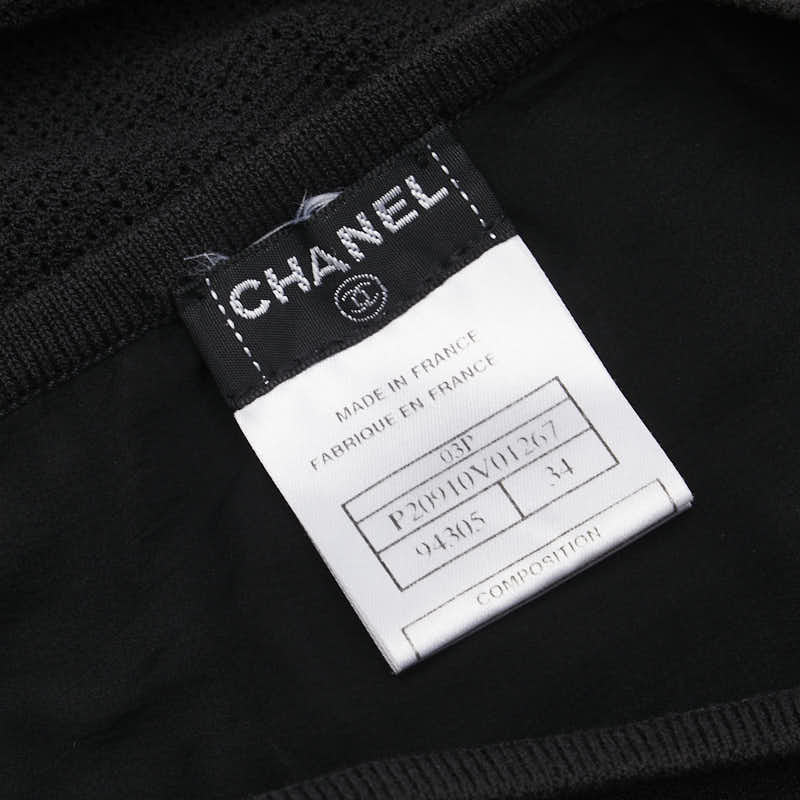 CHANEL
MADE IN FRANCE
FABRIQUE EN FRANCE
03P
P20910V01267
94305 34
COMPOSITION